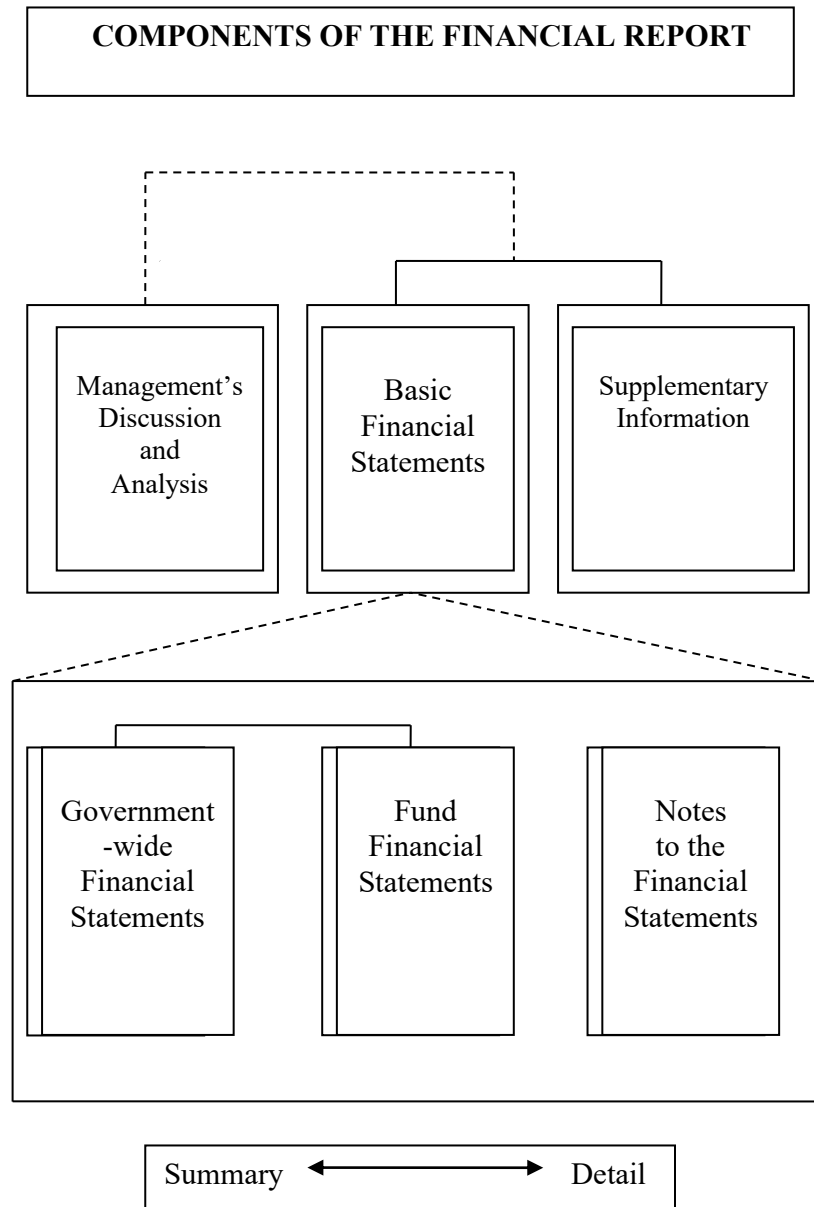 COMPONENTS OF THE FINANCIAL REPORT
Management’s
Discussion
and
Analysis
Basic
Financial
Statements
Supplementary
Information
Government
-wide
Financial
Statements
Fund
Financial
Statements
Notes
to the
Financial
Statements
Summary
Detail